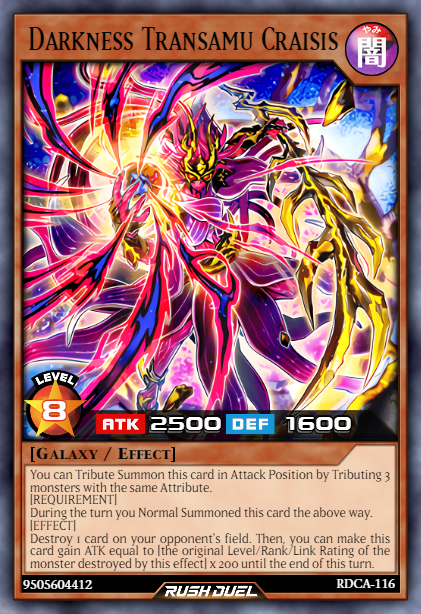 Darkness Transamu Craisis
やみ
闇
LEVEL
8
ATK 2500 DEF 1600
[Galaxy / Effect]
You can Tribute Summon this card in Attack Position by Tributing 3
monsters with the same Attribute.
[REQUIREMENT]
During the turn you Normal Summoned this card the above way.
[EFFECT]
Destroy 1 card on your opponent's field. Then, you can make this
card gain ATK equal to [the original Level/Rank/Link Rating of the
monster destroyed by this effect] x 200 until the end of this turn.
9505604412
RUSH DUEL
RDCA-116